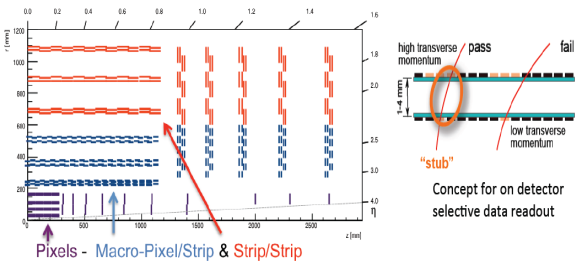 0.0 0.2 0.4 0.6 0.8 1.0 1.2 1.4 1.6
r [mm]
1200
1000
800
600
400
200
0
1.8
2.0
2.5
3.0
4.0
η
0 500 1000 1500 2000 2500
z [mm]
Pixels - Macro-Pixel/Strip & Strip/Strip
high transverse momentum
pass
fail
1-4 mm
low transverse
momentum
“stub”
Concept for on detector
selective data readout